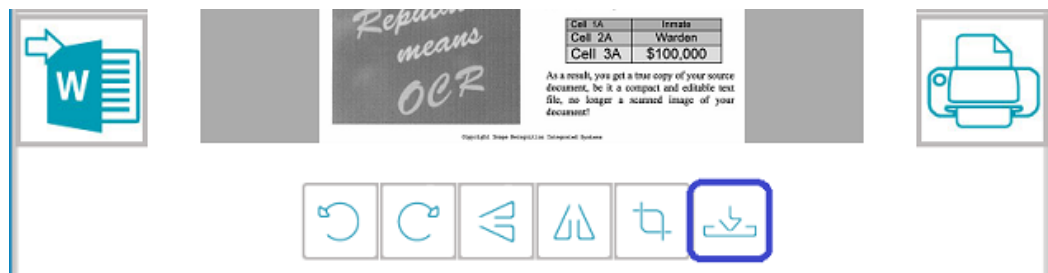 W
means
OCR
Cell 1A Inmate
Cell 2A Warden
Cell 3A $100,000
As a result, you get a true copy of your source
document, be it a compact and editable text
file, no longer a scanned image of your
document!
Copyright Image Recognition Integrated Systems